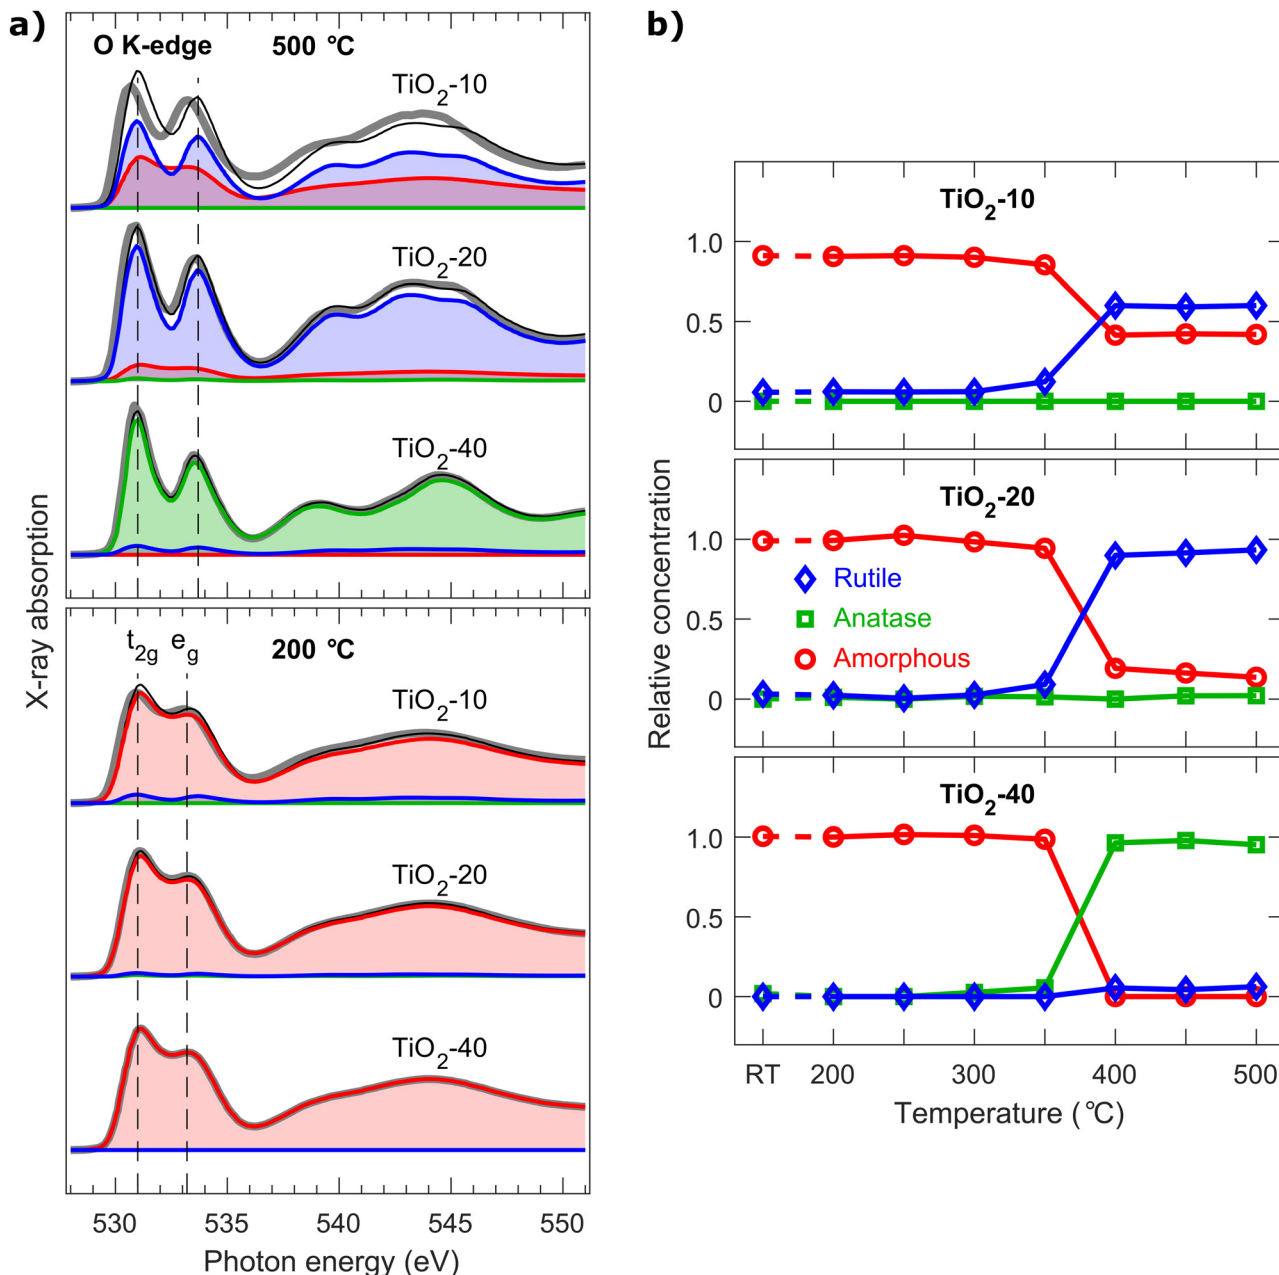 a)
O K-edge 500 °C
TiO2-10
TiO2-20
TiO2-40
X-ray absorption
t2g eg 200 °C
TiO2-10
TiO2-20
TiO2-40
530 535 540 545 550
Photon energy (eV)
b)
TiO2-10
1.0
0.5
0
TiO2-20
1.0
0.5
0
Rutile
Anatase
Amorphous
Relative concentration
TiO2-40
1.0
0.5
0
RT 200 300 400 500
Temperature (°C)